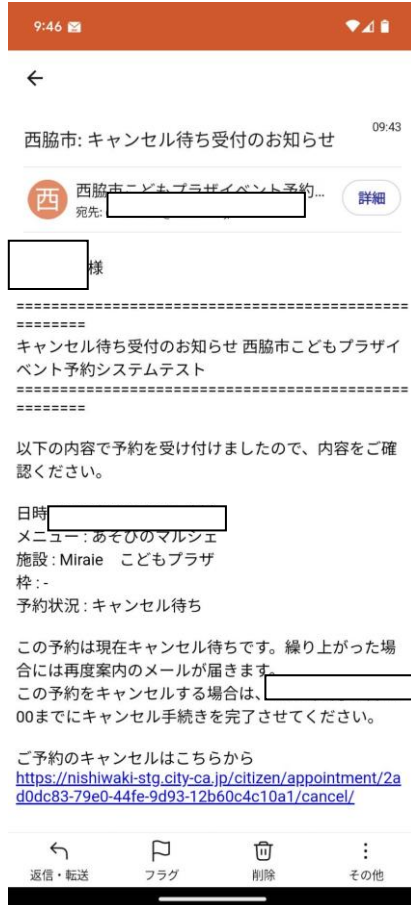 9:46
09:43
西脇市: キャンセル待ち受付のお知らせ
西
西脇市こどもプラザイベント予約...
詳細
宛先:
様
============================================
========
キャンセル待ち受付のお知らせ 西脇市こどもプラザイ
ベント予約システムテスト
============================================
========
以下の内容で予約を受け付けましたので、内容をご確
認ください。
日時
メニュー : あそびのマルシェ
施設 : Miraie　こどもプラザ
枠 : -
予約状況 : キャンセル待ち
この予約は現在キャンセル待ちです。繰り上がった場
合には再度案内のメールが届きます。
この予約をキャンセルする場合は、
00までにキャンセル手続きを完了させてください。
ご予約のキャンセルはこちらから
https://nishiwaki-stg.city-ca.jp/citizen/appointment/2a
d0dc83-79e0-44fe-9d93-12b60c4c10a1/cancel/
返信・転送
フラグ
削除
その他